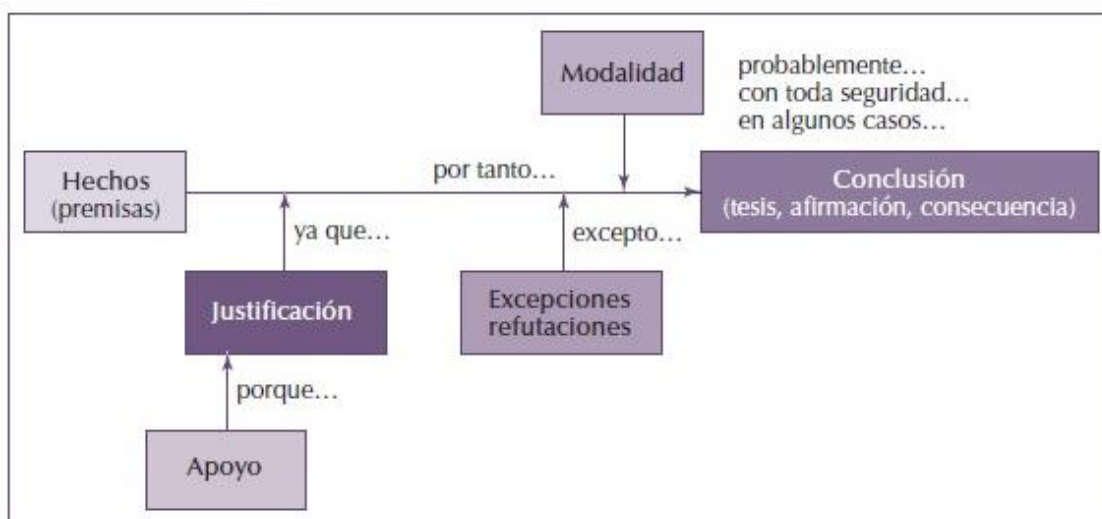 Modalidad
probablemente…
con toda seguridad…
en algunos casos…
Hechos
(premisas)
por tanto…
Conclusión
(tesis, afirmación, consecuencia)
ya que…
excepto…
Justificación
Excepciones
refutaciones
porque…
Apoyo